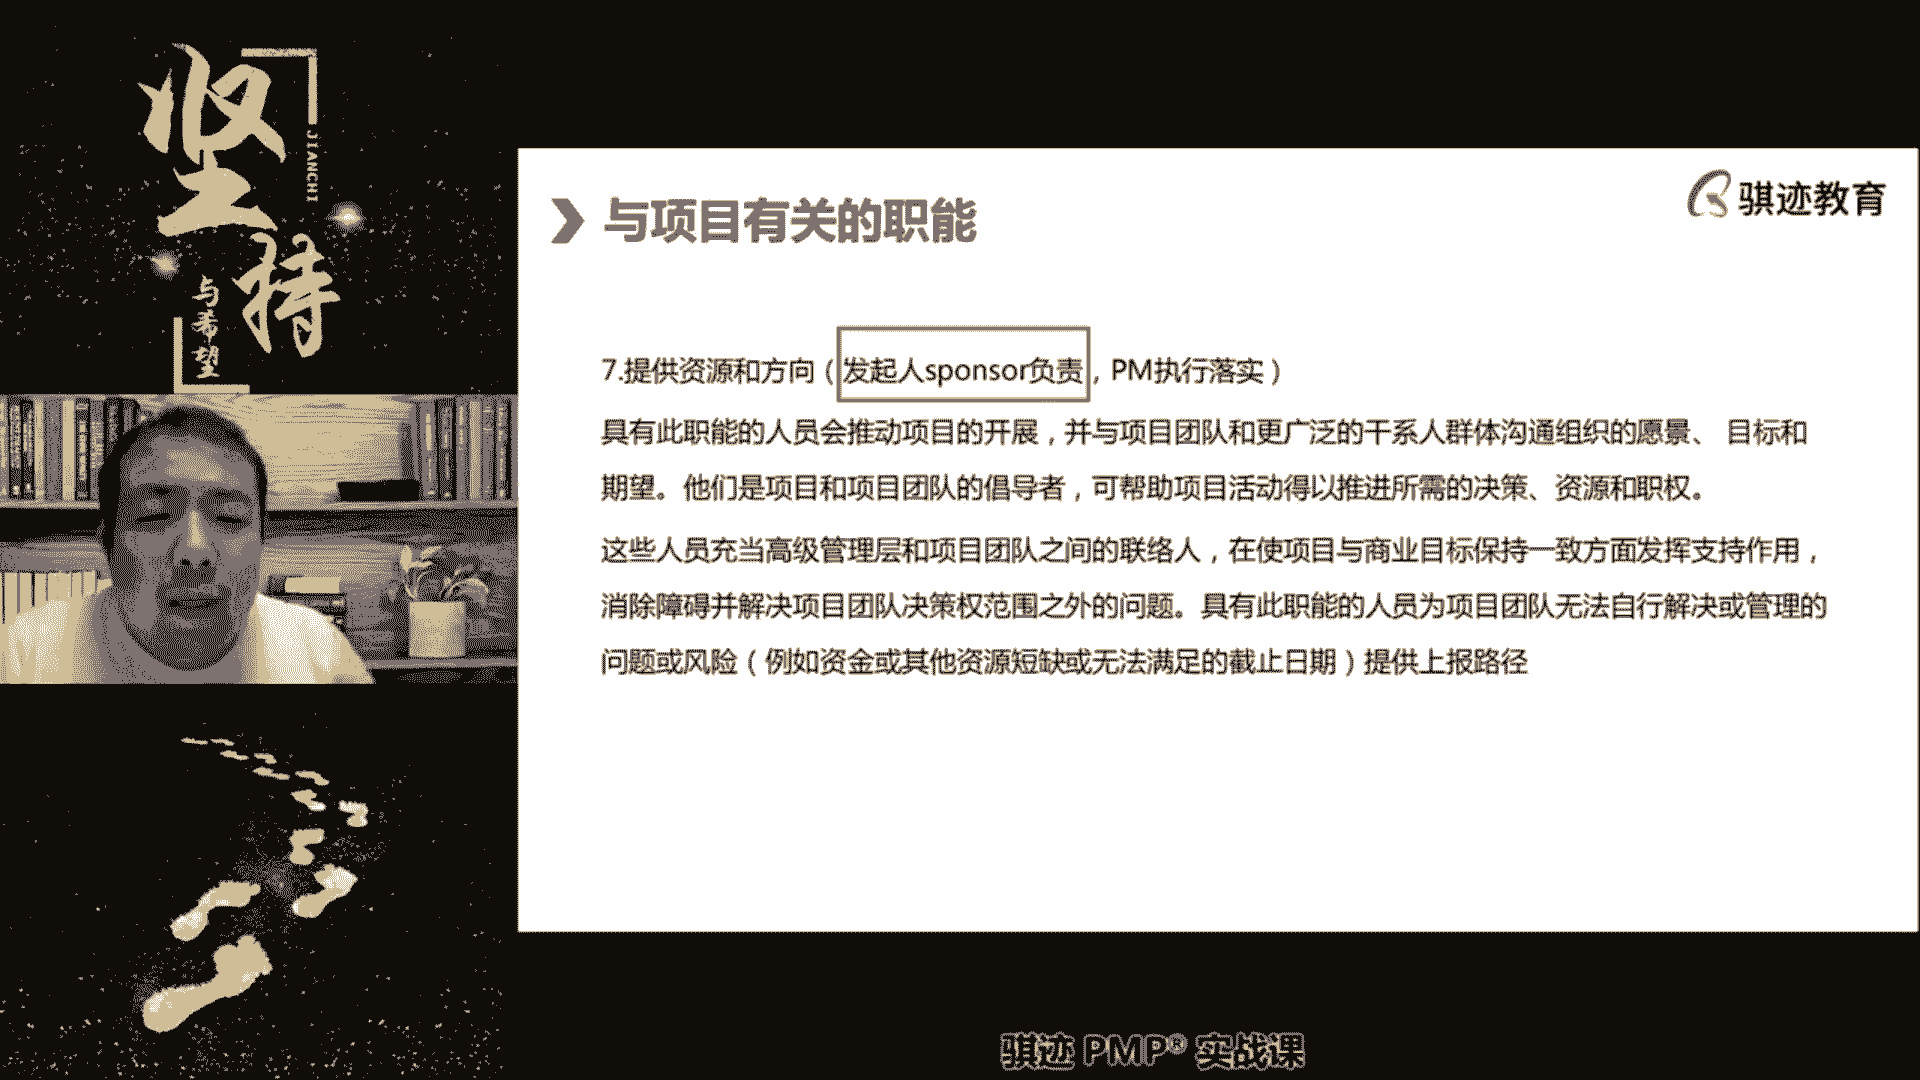 坚持
JIANCHI
与希望
骐迹教育
与项目有关的职能
7.提供资源和方向（发起人sponsor负责，PM执行落实）
具有此职能的人员会推动项目的开展，并与项目团队和更广泛的干系人群体沟通组织的愿景、 目标和
期望。他们是项目和项目团队的倡导者，可帮助项目活动得以推进所需的决策、资源和职权。
这些人员充当高级管理层和项目团队之间的联络人，在使项目与商业目标保持一致方面发挥支持作用，
消除障碍并解决项目团队决策权范围之外的问题。具有此职能的人员为项目团队无法自行解决或管理的
问题或风险（例如资金或其他资源短缺或无法满足的截止日期）提供上报路径
骐迹 PMP® 实战课